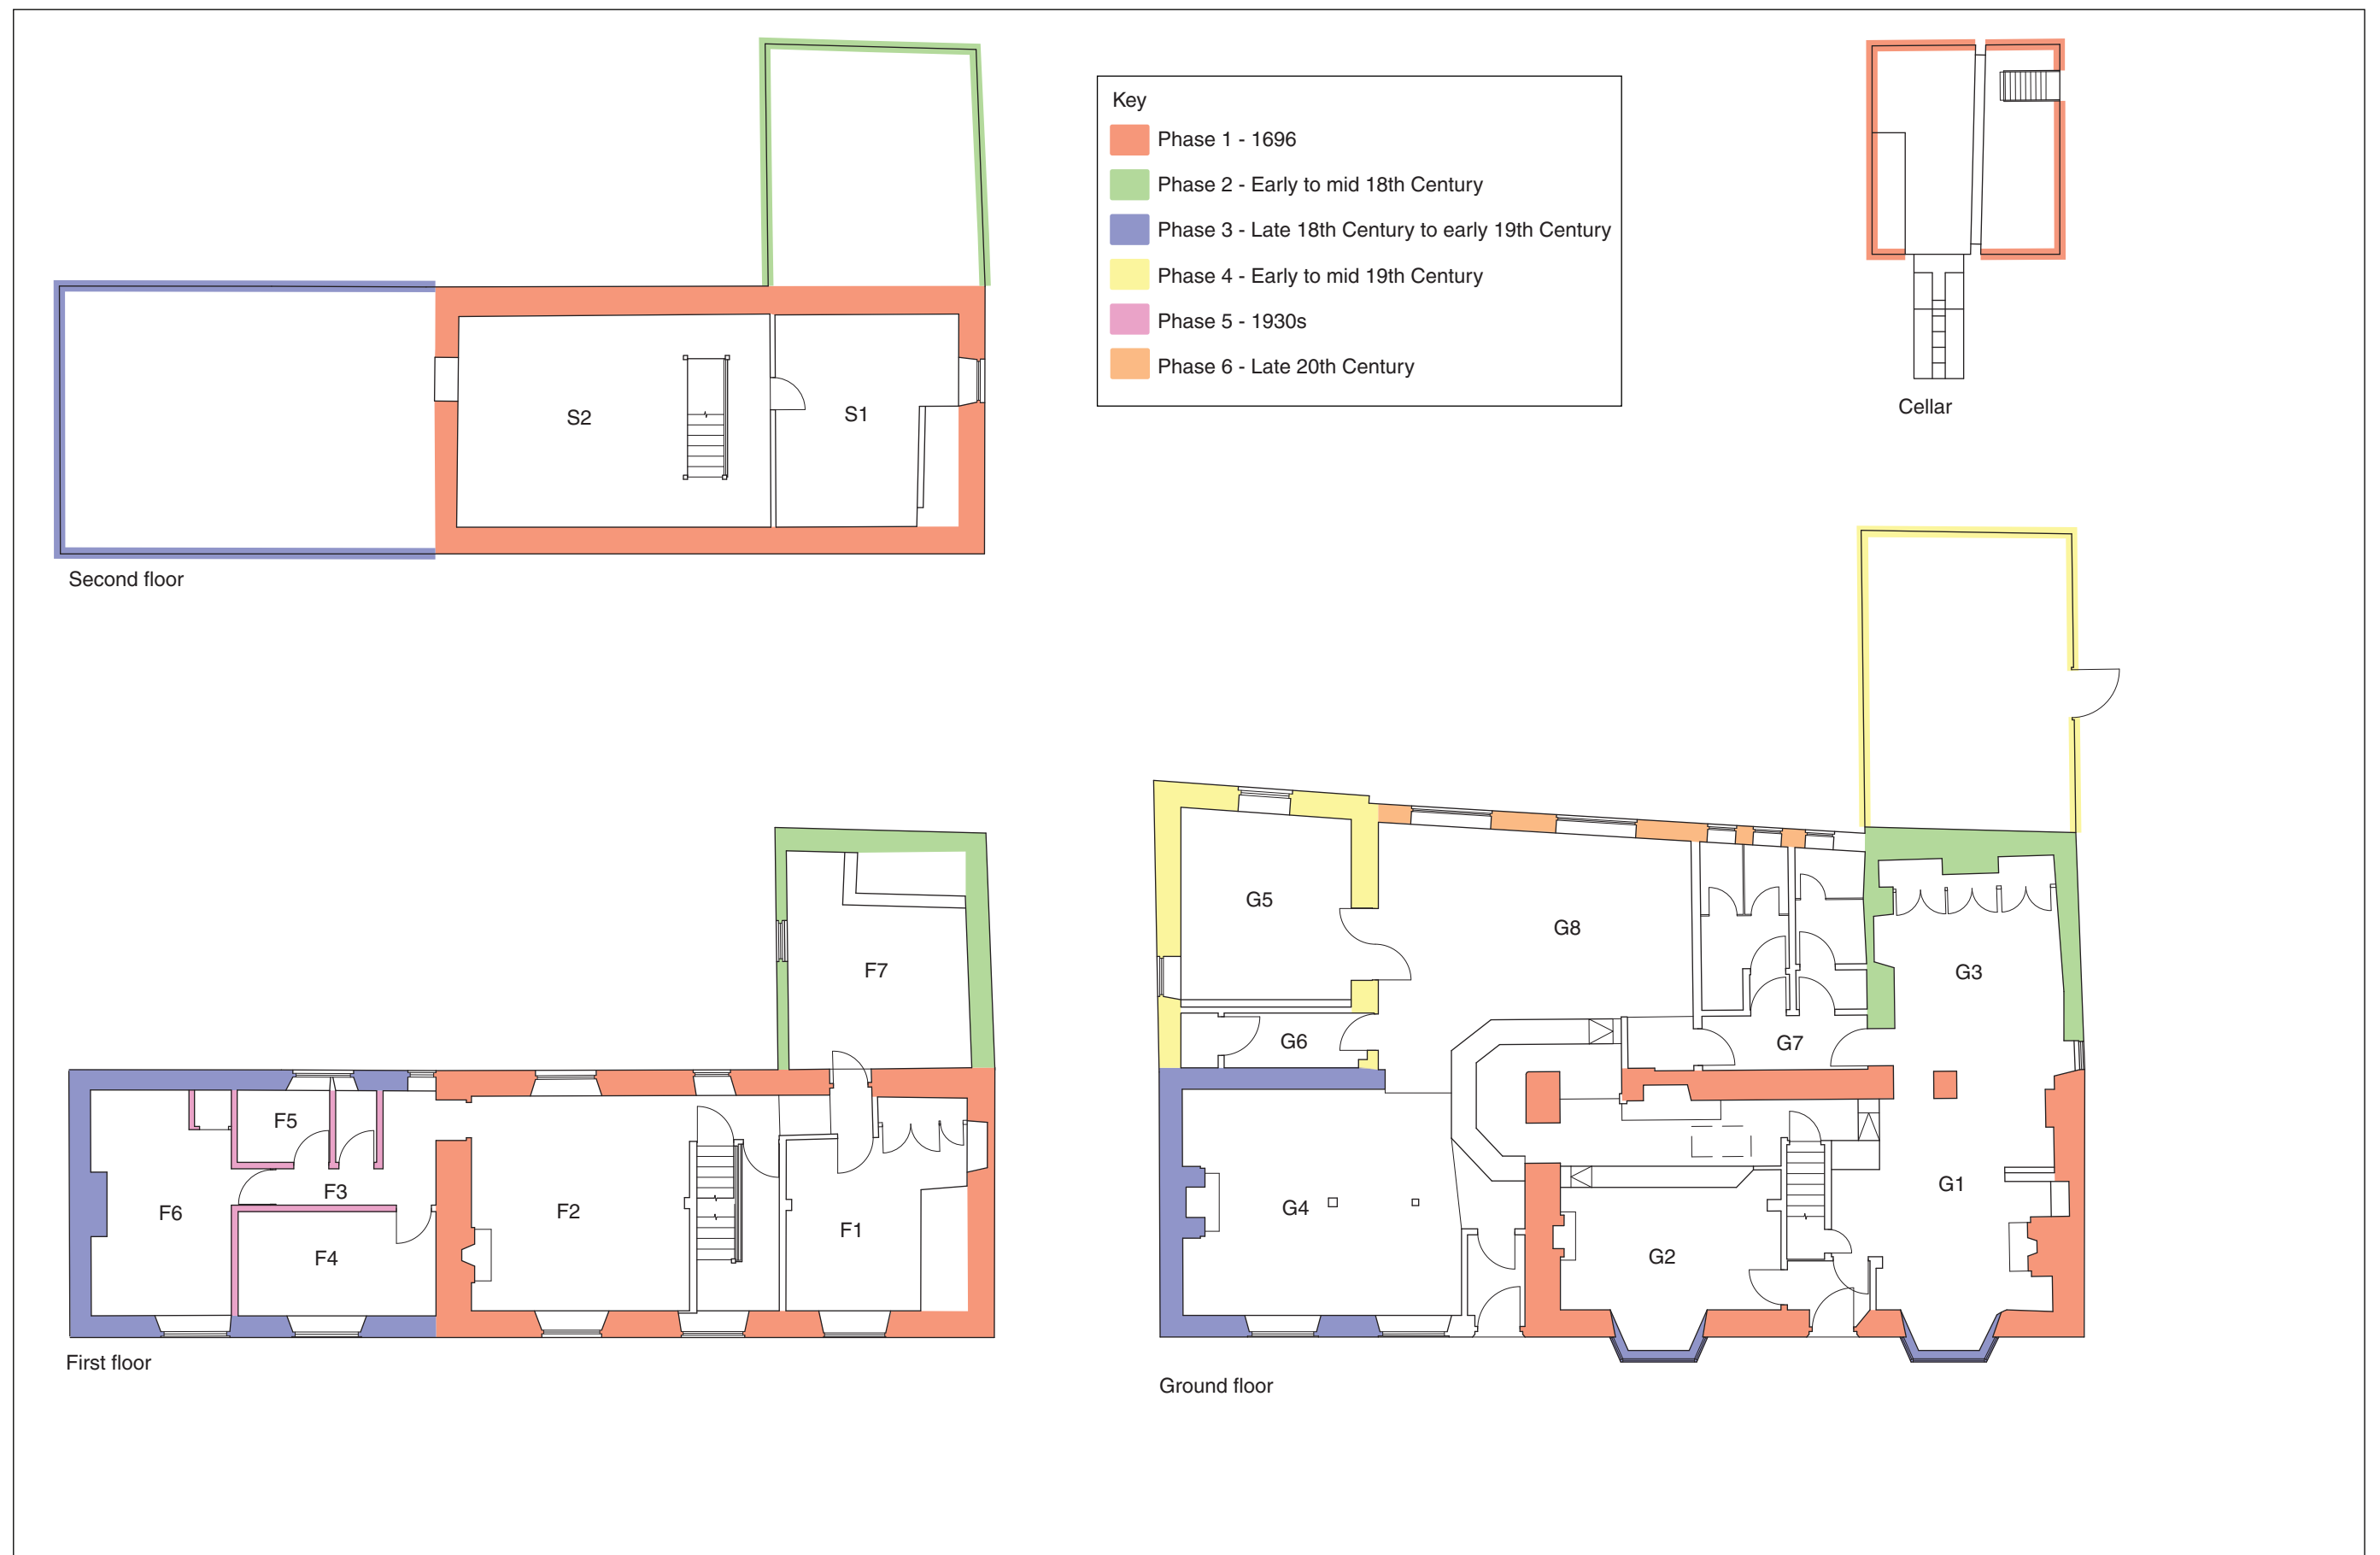 Key
Phase 1 - 1696
Phase 2 - Early to mid 18th Century
Phase 3 - Late 18th Century to early 19th Century
Phase 4 - Early to mid 19th Century
Phase 5 - 1930s
Phase 6 - Late 20th Century
Cellar
S2
S1
Second floor
F7
F5
F3
F6
F2
F1
F4
First floor
G5
G8
G3
G6
G7
G1
G4
G2
Ground floor